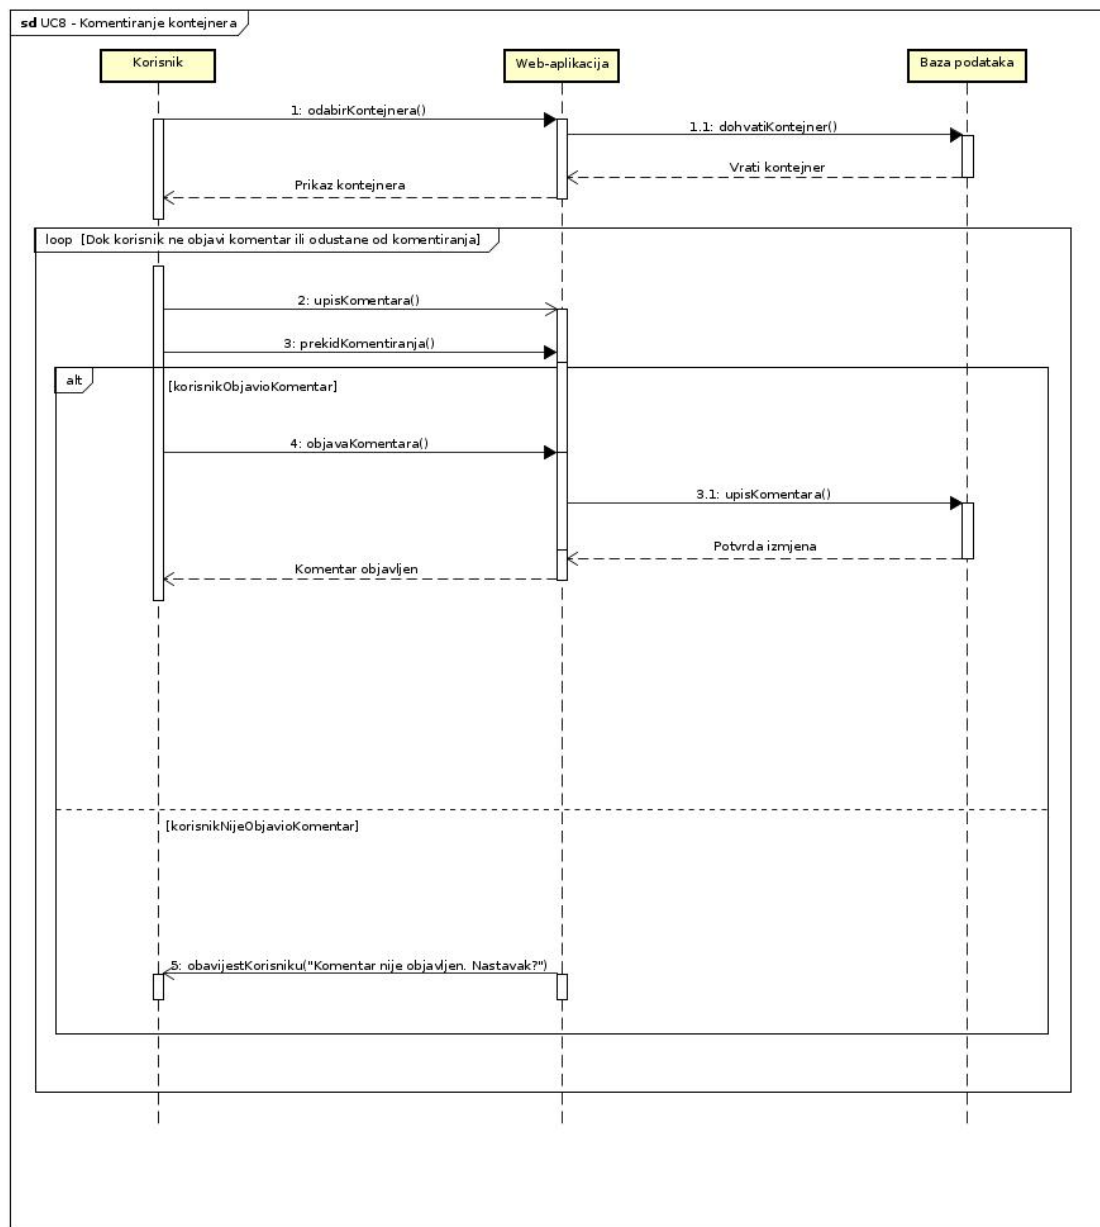 sd UC8 - Komentiranje kontejnera
Korisnik
Web-aplikacija
Baza podataka
1: odabirKontejnera()
1.1: dohvatiKontejner()
Vrati kontejner
Prikaz kontejnera
loop [Dok korisnik ne objavi komentar ili odustane od komentiranja]
2: upisKomentara()
3: prekidKomentiranja()
alt
[korisnikObjavioKomentar]
4: objavaKomentara()
3.1: upisKomentara()
Potvrda izmjena
Komentar objavljen
[korisnikNijeObjavioKomentar]
5: obavijestKorisniku("Komentar nije objavljen. Nastavak?")